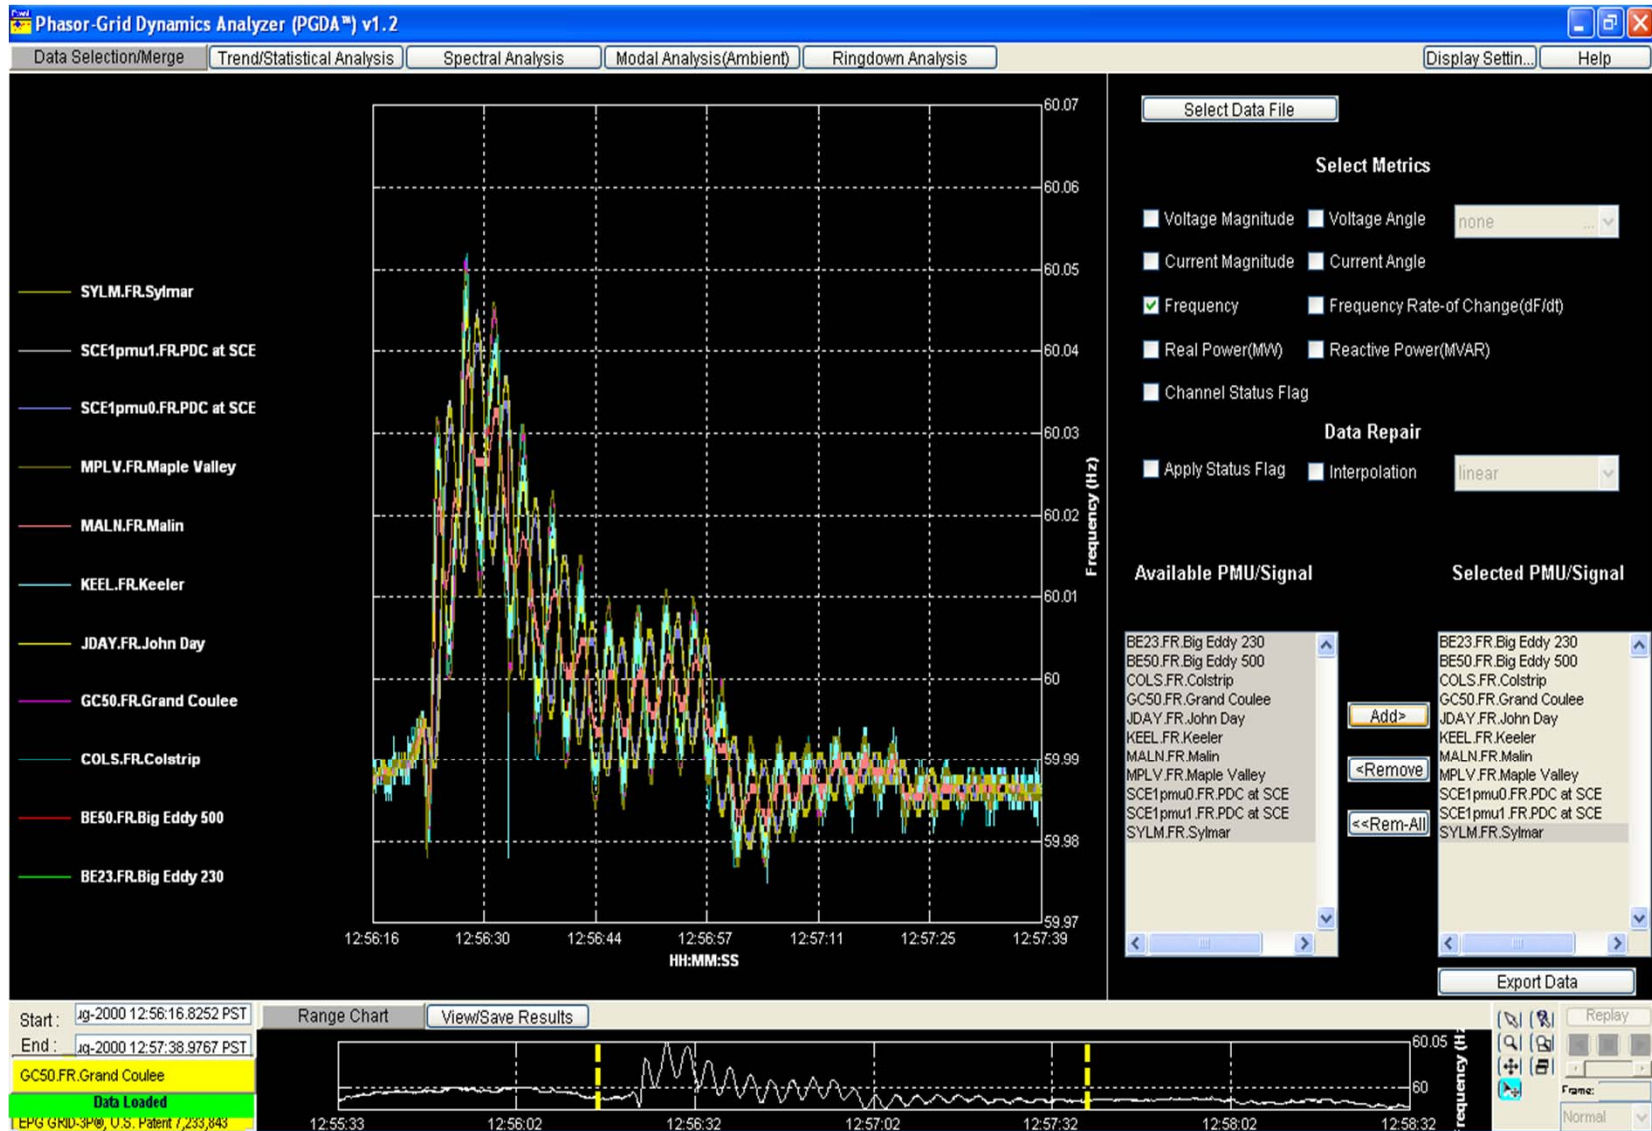 Phasor-Grid Dynamics Analyzer (PGDA™) v1.2
Data Selection/Merge Trend/Statistical Analysis Spectral Analysis Modal Analysis(Ambient) Ringdown Analysis Display Settin... Help
Select Data File
Select Metrics
Voltage Magnitude Voltage Angle none ...
Current Magnitude Current Angle
Frequency Frequency Rate-of Change(dF/dt)
Real Power(MW) Reactive Power(MVAR)
Channel Status Flag
Data Repair
Apply Status Flag Interpolation linear
SYLM.FR.Sylmar
SCE1pmu1.FR.PDC at SCE
SCE1pmu0.FR.PDC at SCE
MPLV.FR.Maple Valley
MALN.FR.Malin
KEEL.FR.Keeler
JDAY.FR.John Day
GC50.FR.Grand Coulee
COLS.FR.Colstrip
BE50.FR.Big Eddy 500
BE23.FR.Big Eddy 230
60.07
60.06
60.05
60.04
60.03
60.02
60.01
60
59.99
59.98
59.97
Frequency (Hz)
12:56:16 12:56:30 12:56:44 12:56:57 12:57:11 12:57:25 12:57:39
HH:MM:SS
Available PMU/Signal
BE23.FR.Big Eddy 230
BE50.FR.Big Eddy 500
COLS.FR.Colstrip
GC50.FR.Grand Coulee
JDAY.FR.John Day
KEEL.FR.Keeler
MALN.FR.Malin
MPLV.FR.Maple Valley
SCE1pmu0.FR.PDC at SCE
SCE1pmu1.FR.PDC at SCE
SYLM.FR.Sylmar
Add>
<Remove
<<Rem-All
Selected PMU/Signal
BE23.FR.Big Eddy 230
BE50.FR.Big Eddy 500
COLS.FR.Colstrip
GC50.FR.Grand Coulee
JDAY.FR.John Day
KEEL.FR.Keeler
MALN.FR.Malin
MPLV.FR.Maple Valley
SCE1pmu0.FR.PDC at SCE
SCE1pmu1.FR.PDC at SCE
SYLM.FR.Sylmar
Export Data
Start: ug-2000 12:56:16.8252 PST
End: ug-2000 12:57:38.9767 PST
GC50.FR.Grand Coulee
Data Loaded
EPG GRID-3P®, U.S. Patent 7,233,843
Range Chart View/Save Results
60.05
60
Frequency (Hz
12:55:33 12:56:02 12:56:32 12:57:02 12:57:32 12:58:02 12:58:32
Replay
Frame:
Normal